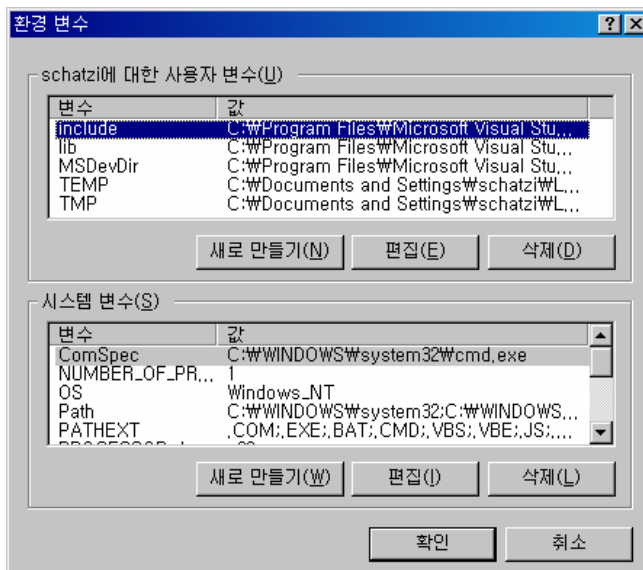 환경 변수
schatzi에 대한 사용자 변수(U)
변수 값
include C:₩Program Files₩Microsoft Visual Stu...
lib C:₩Program Files₩Microsoft Visual Stu...
MSDevDir C:₩Program Files₩Microsoft Visual Stu...
TEMP C:₩Documents and Settings₩schatzi₩L...
TMP C:₩Documents and Settings₩schatzi₩L...
새로 만들기(N) 편집(E) 삭제(D)
시스템 변수(S)
변수 값
ComSpec C:₩WINDOWS₩system32₩cmd.exe
NUMBER_OF_PR... 1
OS Windows_NT
Path C:₩WINDOWS₩system32;C:₩WINDOWS...
PATHEXT .COM;.EXE;.BAT;.CMD;.VBS;.VBE;.JS;....
새로 만들기(W) 편집(I) 삭제(L)
확인 취소